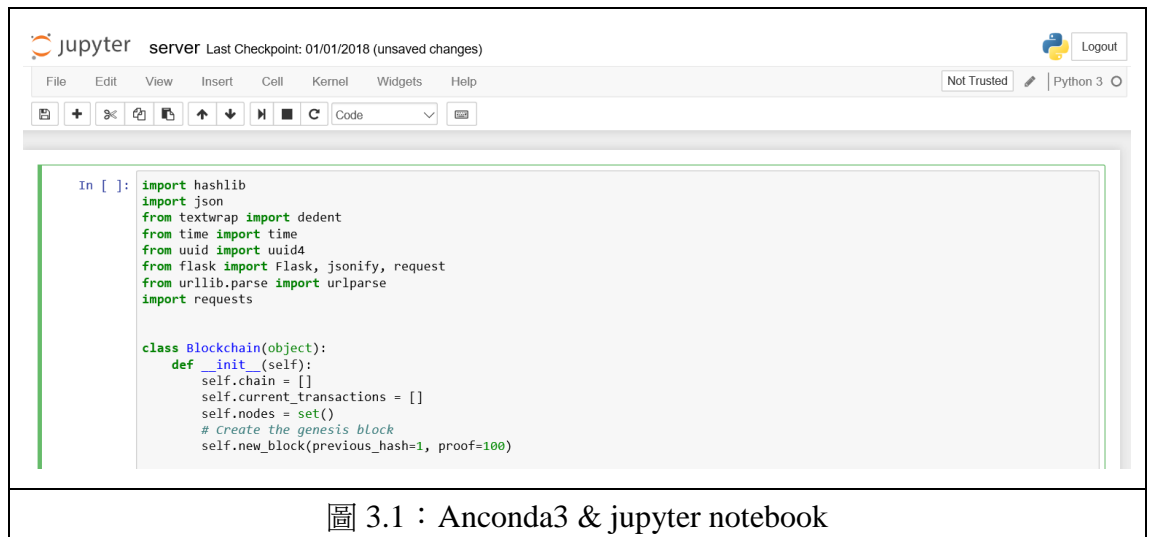 jupyter server Last Checkpoint: 01/01/2018 (unsaved changes) Logout
File Edit View Insert Cell Kernel Widgets Help Not Trusted Python 3
Code
In [ ]: import hashlib
import json
from textwrap import dedent
from time import time
from uuid import uuid4
from flask import Flask, jsonify, request
from urllib.parse import urlparse
import requests
class Blockchain(object):
def __init__(self):
self.chain = []
self.current_transactions = []
self.nodes = set()
# Create the genesis block
self.new_block(previous_hash=1, proof=100)
圖 3.1：Anconda3 & jupyter notebook